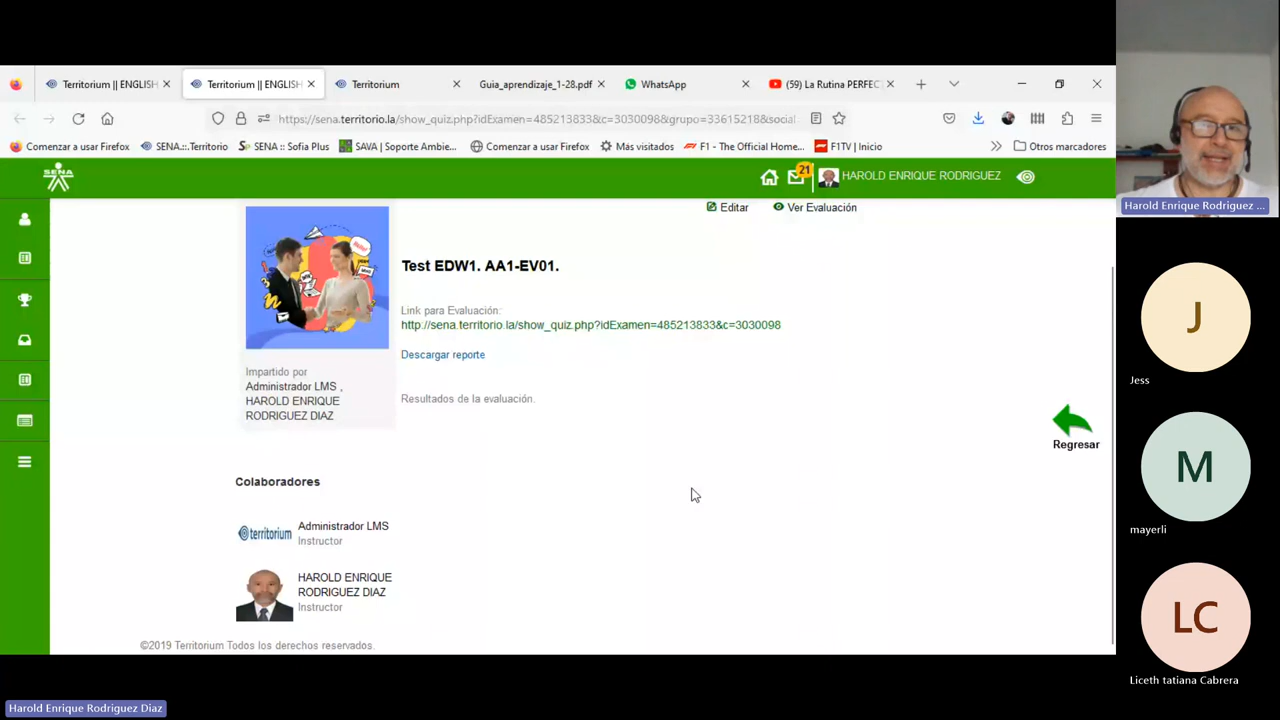 Territorium || ENGLISH
Territorium || ENGLISH
Territorium
Guia_aprendizaje_1-28.pdf
WhatsApp
(59) La Rutina PERFEC
https://sena.territorio.la/show_quiz.php?idExamen=485213833&c=3030098&grupo=33615218&social
Comenzar a usar Firefox
SENA.::.Territorio
SENA :: Sofia Plus
SAVA | Soporte Ambie...
Comenzar a usar Firefox
Más visitados
F1 - The Official Home...
F1TV | Inicio
Otros marcadores
SENA
21
HAROLD ENRIQUE RODRIGUEZ
Editar
Ver Evaluación
Test EDW1. AA1-EV01.
Link para Evaluación:
http://sena.territorio.la/show_quiz.php?idExamen=485213833&c=3030098
Descargar reporte
Impartido por
Administrador LMS ,
HAROLD ENRIQUE
RODRIGUEZ DIAZ
Resultados de la evaluación.
Regresar
Colaboradores
territorium
Administrador LMS
Instructor
HAROLD ENRIQUE
RODRIGUEZ DIAZ
Instructor
©2019 Territorium Todos los derechos reservados.
Harold Enrique Rodriguez Diaz
Harold Enrique Rodriguez ...
J
Jess
M
mayerli
LC
Liceth tatiana Cabrera